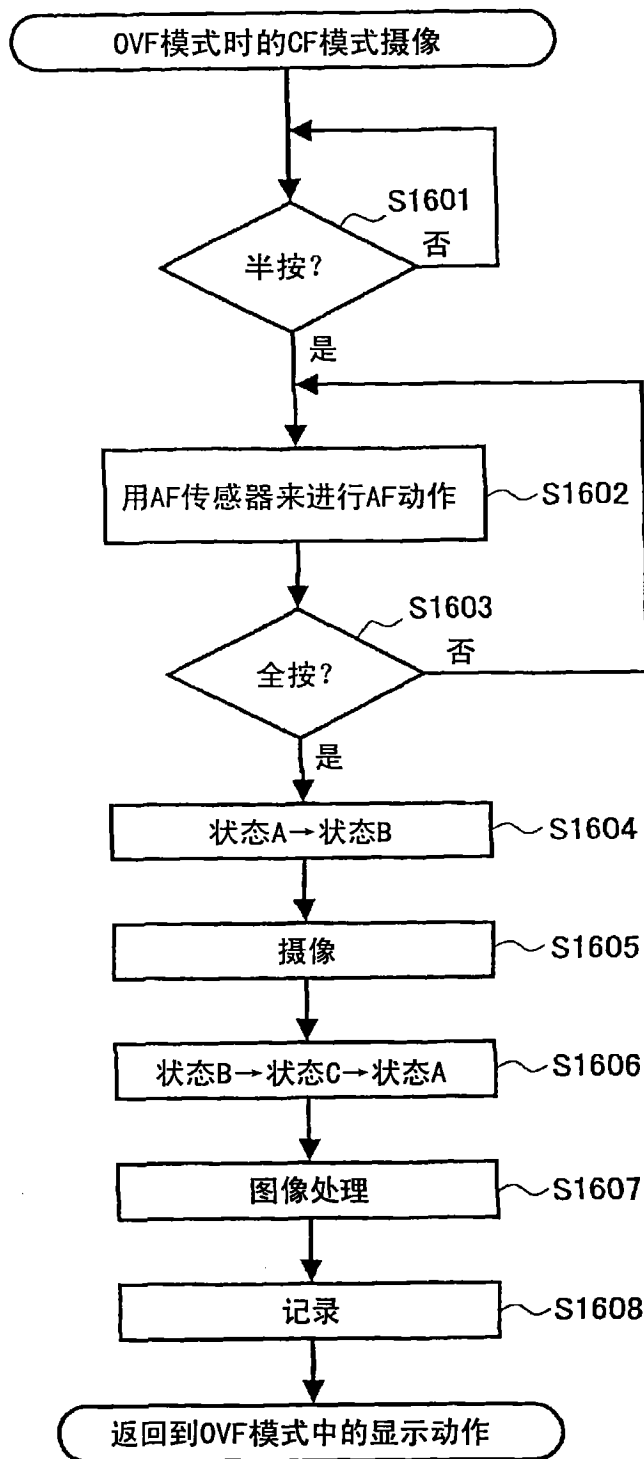 OVF模式时的CF模式摄像
S1601
半按?
否
是
用AF传感器来进行AF动作
S1602
S1603
全按?
否
是
状态A→状态B
S1604
摄像
S1605
状态B→状态C→状态A
S1606
图像处理
S1607
记录
S1608
返回到OVF模式中的显示动作